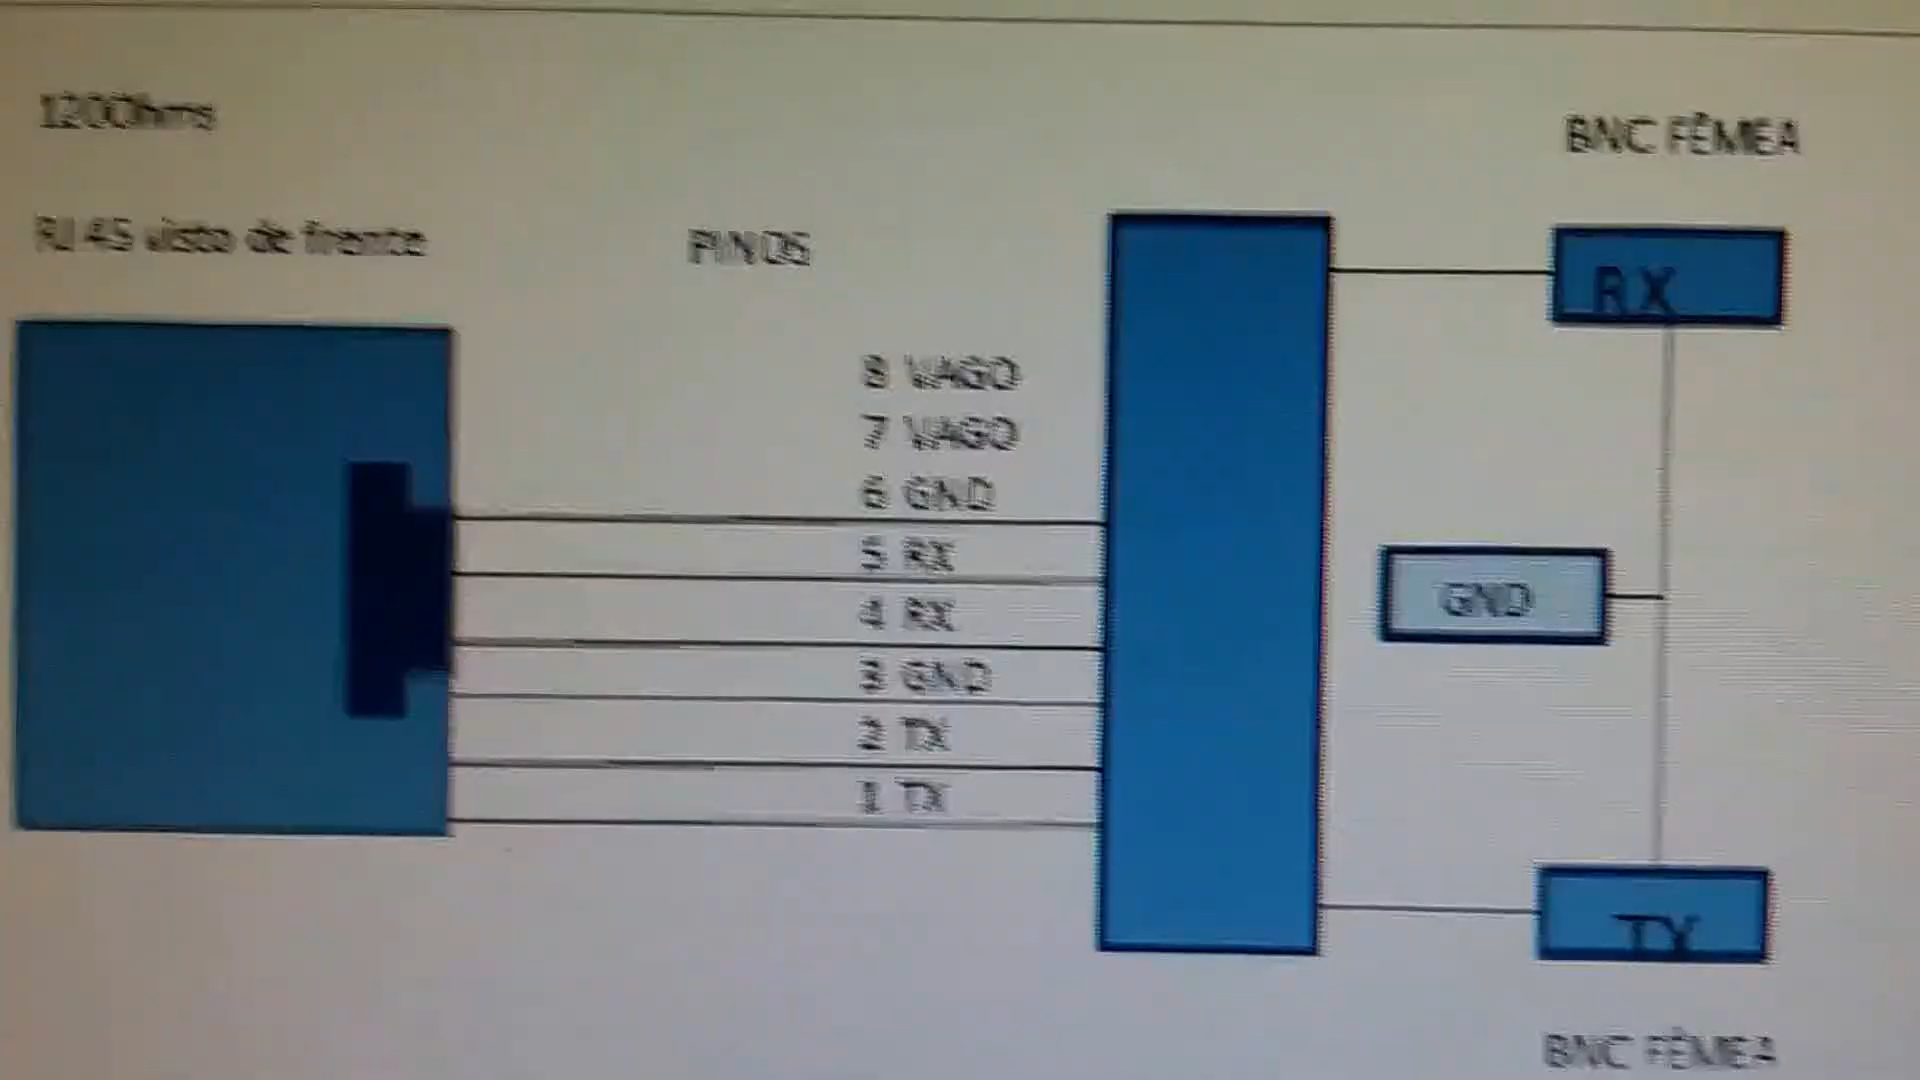 120Ohms
BNC FÊMEA
RJ 45 visto de frente
PINOS
RX
8 VAGO
7 VAGO
6 GND
5 RX
4 RX
GND
3 GND
2 TX
1 TX
TX
BNC FÊMEA